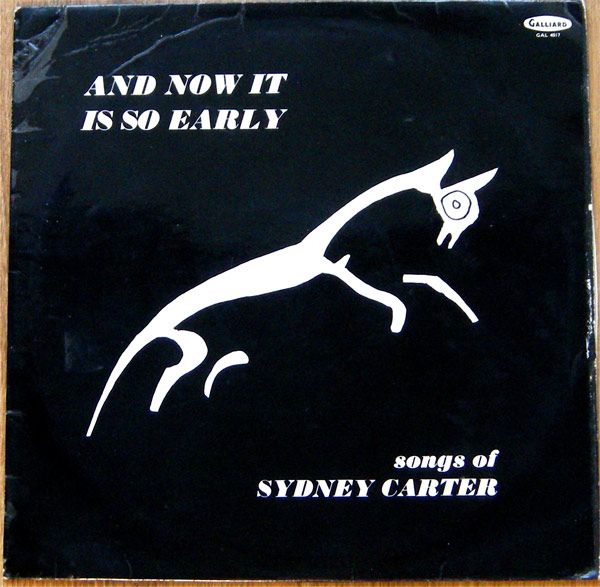 GALLIARD
GAL 4017
AND NOW IT
IS SO EARLY
songs of
SYDNEY CARTER